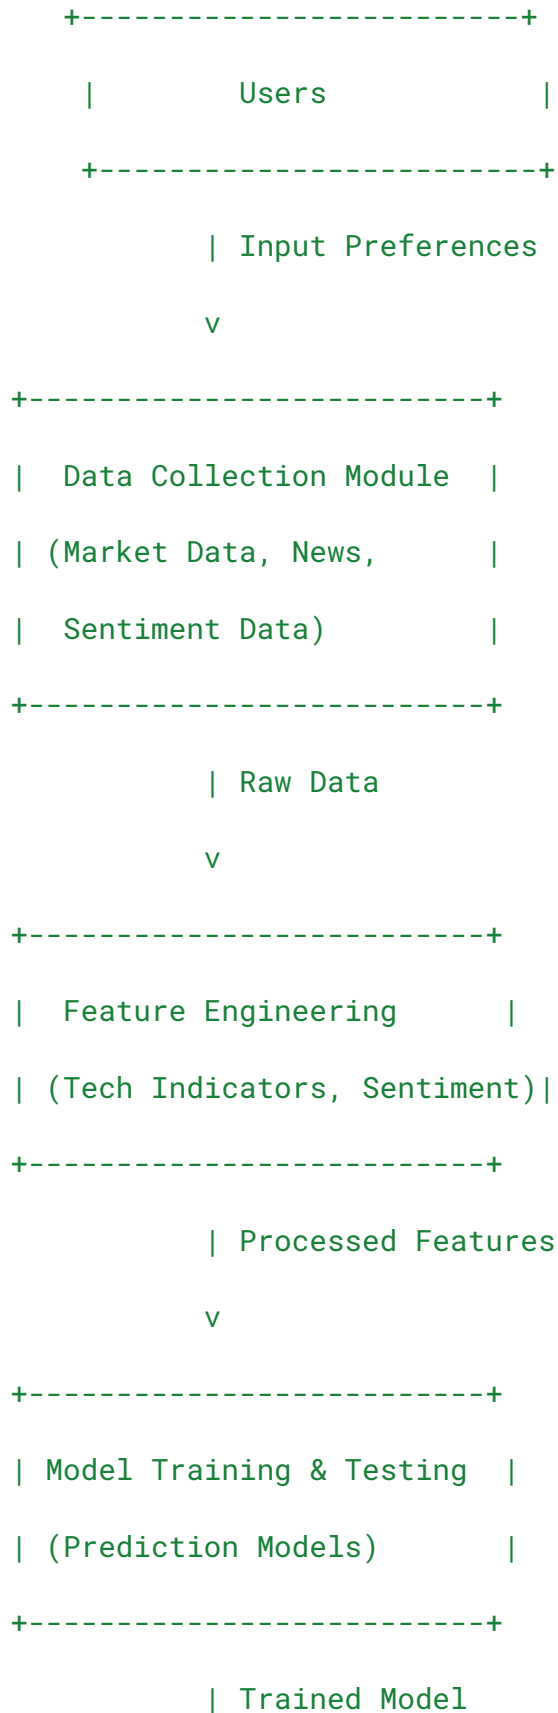 +-------------------------+
|        Users            |
+-------------------------+
| Input Preferences
v
+--------------------------+
|  Data Collection Module  |
| (Market Data, News,      |
|  Sentiment Data)         |
+--------------------------+
| Raw Data
v
+--------------------------+
|  Feature Engineering      |
| (Tech Indicators, Sentiment)|
+--------------------------+
| Processed Features
v
+--------------------------+
| Model Training & Testing  |
| (Prediction Models)       |
+--------------------------+
| Trained Model